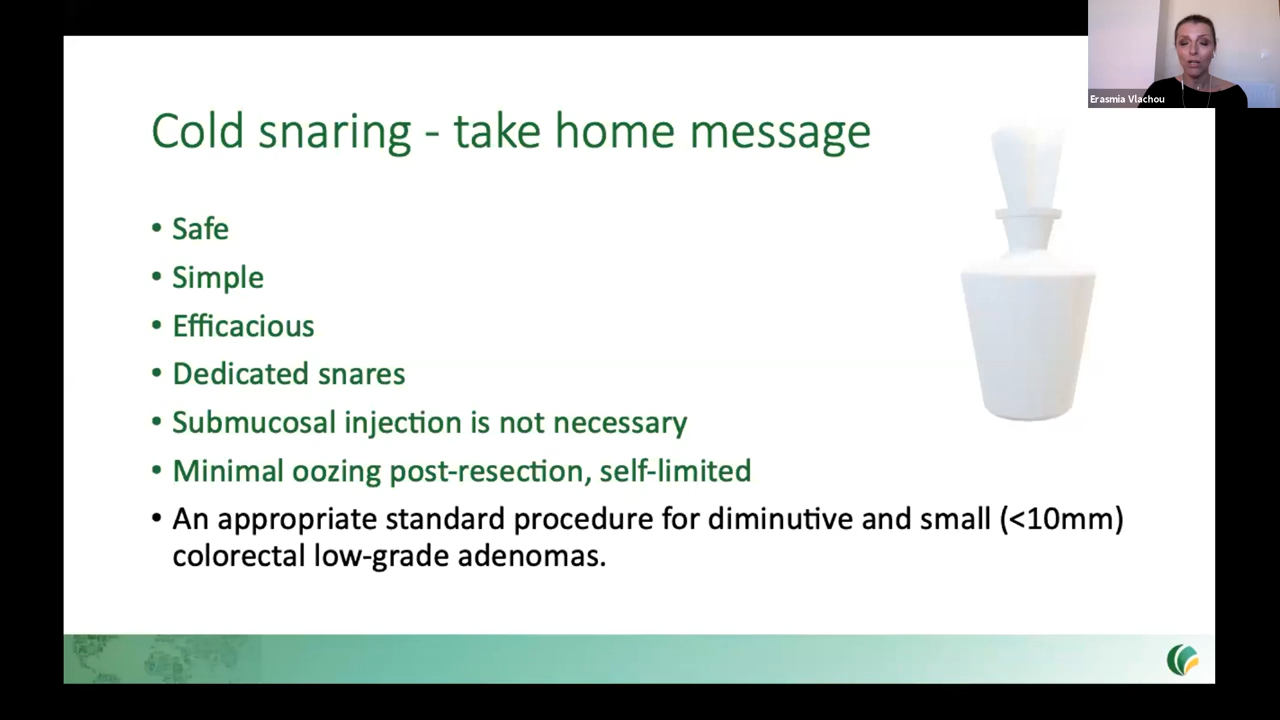 Erasmia Vlachou
Cold snaring - take home message
• Safe
• Simple
• Efficacious
• Dedicated snares
• Submucosal injection is not necessary
• Minimal oozing post-resection, self-limited
• An appropriate standard procedure for diminutive and small (<10mm)
colorectal low-grade adenomas.